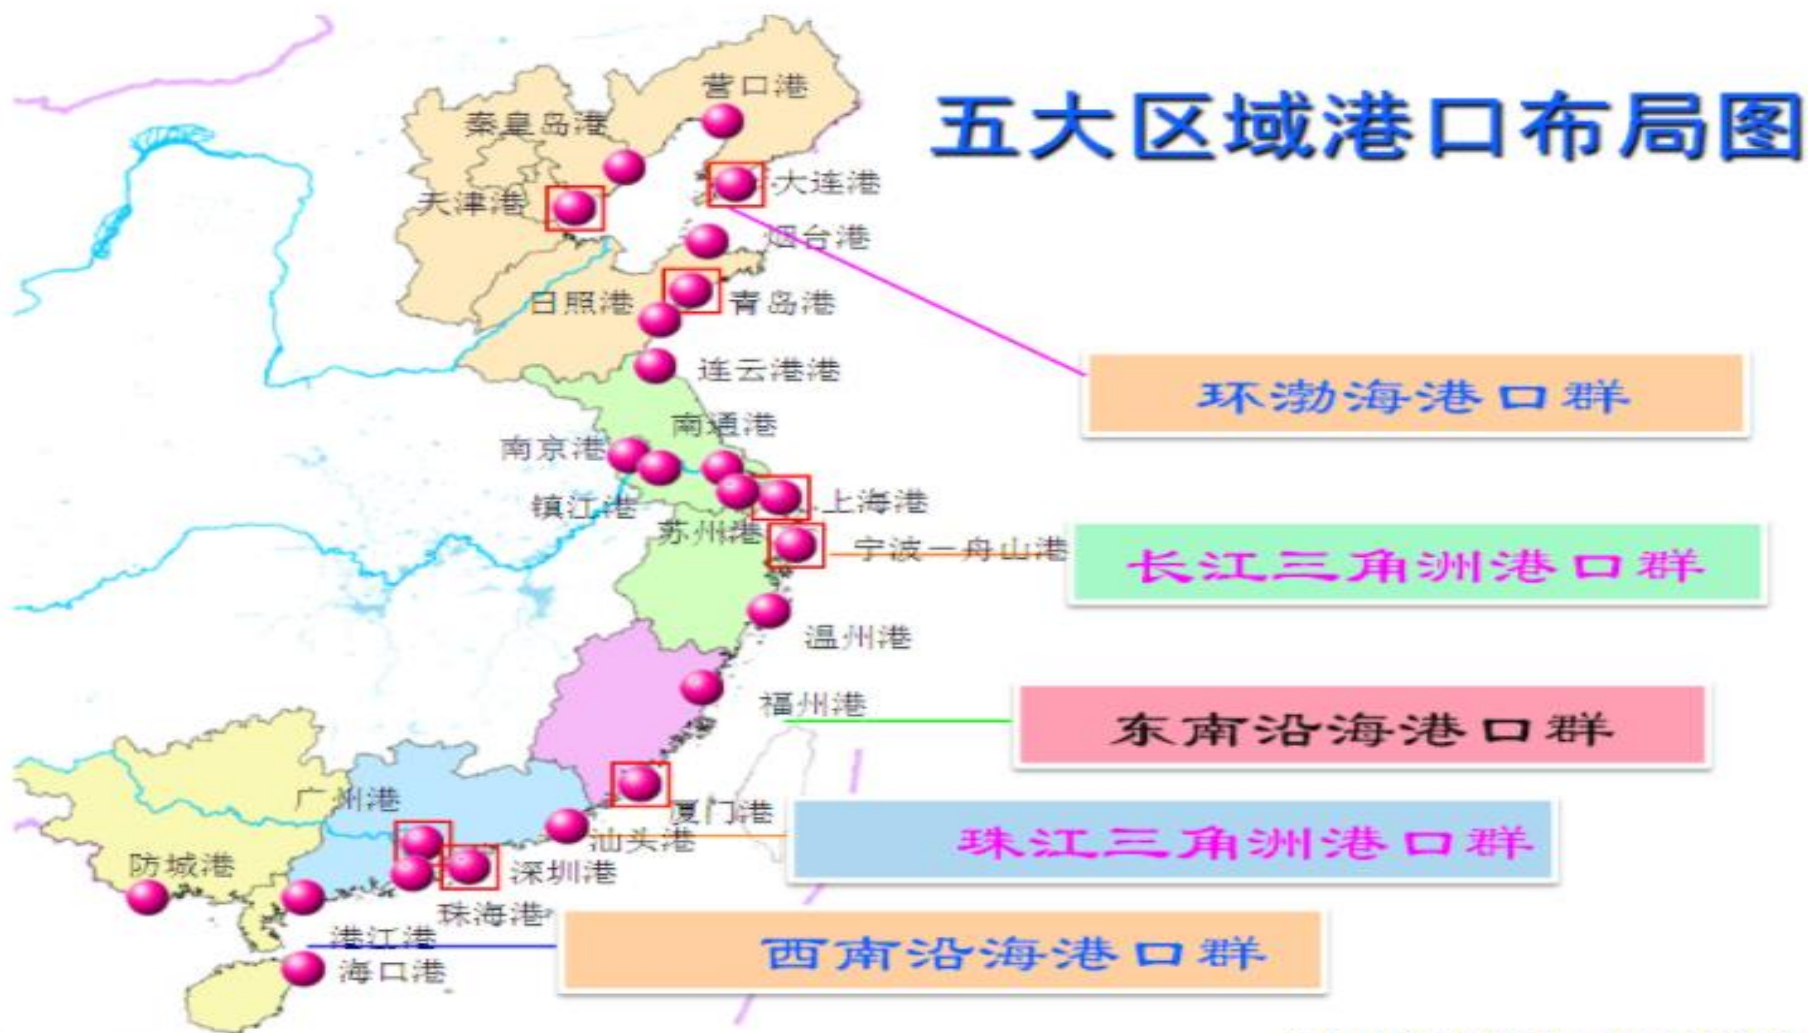 五大区域港口布局图
营口港
秦皇岛港
大连港
天津港
烟台港
日照港
青岛港
连云港港
环渤海港口群
南通港
南京港
上海港
镇江港
苏州港
宁波—舟山港
长江三角洲港口群
温州港
福州港
东南沿海港口群
广州港
厦门港
汕头港
珠江三角洲港口群
防城港
深圳港
珠海港
港江港
西南沿海港口群
海口港